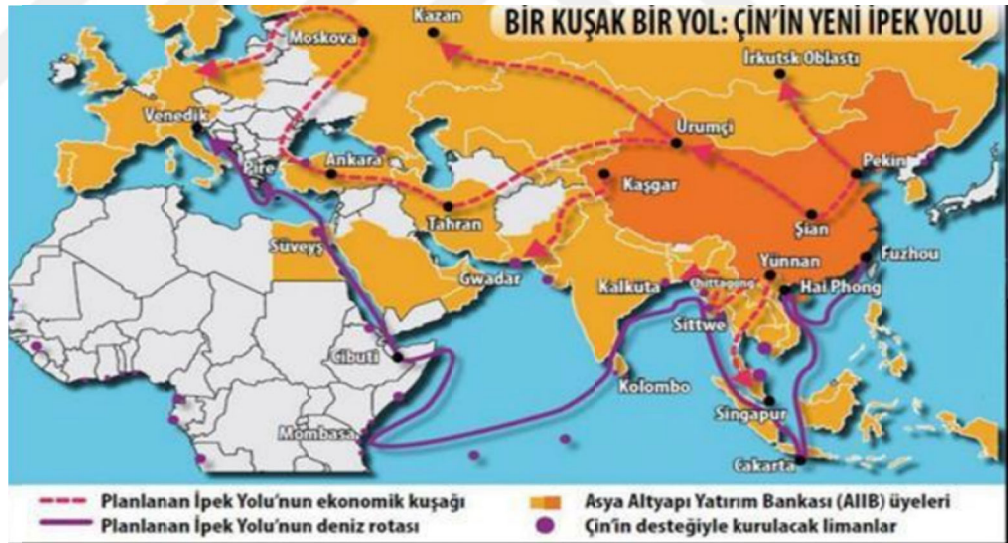 BİR KUŞAK BİR YOL: ÇİN'İN YENİ İPEK YOLU
Kazan
Moskova
İrkutsk Oblastı
Venedik
Urumçi
Pire
Ankara
Pekin
Kaşgar
Tahran
Şian
Süveyş
Fuzhou
Yunnan
Gwadar
Kalkuta
Chittagong
Hai Phong
Sittwe
Cibuti
Kolombo
Singapur
Mombasa
Cakarta
Planlanan İpek Yolu'nun ekonomik kuşağı
Asya Altyapı Yatırım Bankası (AIIB) üyeleri
Planlanan İpek Yolu'nun deniz rotası
Çin'in desteğiyle kurulacak limanlar